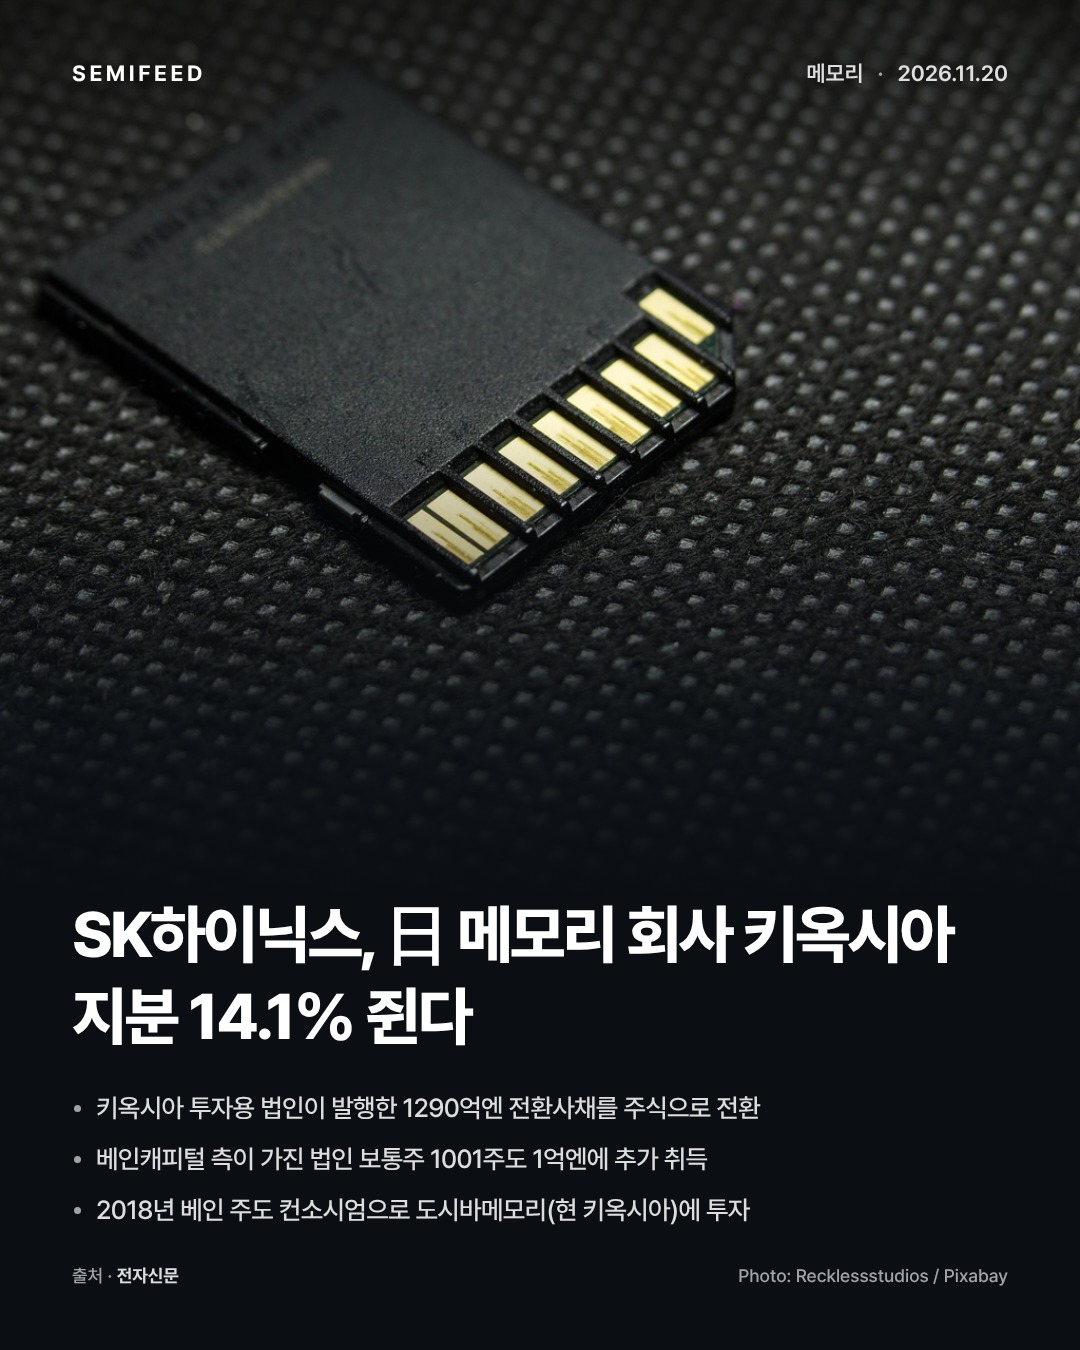 SEMIFEED
메모리 · 2026.11.20
SK하이닉스, 日 메모리 회사 키옥시아
지분 14.1% 쥔다
• 키옥시아 투자용 법인이 발행한 1290억엔 전환사채를 주식으로 전환
• 베인캐피털 측이 가진 법인 보통주 1001주도 1억엔에 추가 취득
• 2018년 베인 주도 컨소시엄으로 도시바메모리(현 키옥시아)에 투자
출처 · 전자신문
Photo: Recklessstudios / Pixabay